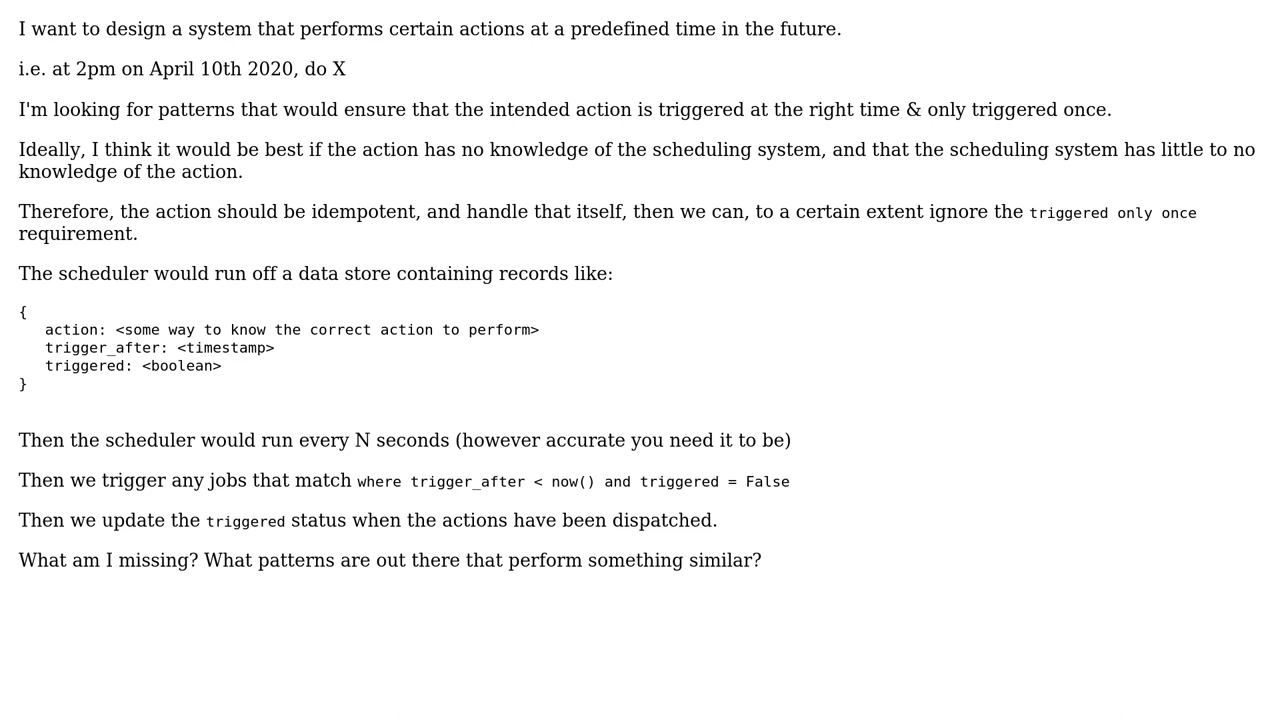 I want to design a system that performs certain actions at a predefined time in the future.
i.e. at 2pm on April 10th 2020, do X
I'm looking for patterns that would ensure that the intended action is triggered at the right time & only triggered once.
Ideally, I think it would be best if the action has no knowledge of the scheduling system, and that the scheduling system has little to no
knowledge of the action.
Therefore, the action should be idempotent, and handle that itself, then we can, to a certain extent ignore the triggered only once
requirement.
The scheduler would run off a data store containing records like:
{
   action: <some way to know the correct action to perform>
   trigger_after: <timestamp>
   triggered: <boolean>
}
Then the scheduler would run every N seconds (however accurate you need it to be)
Then we trigger any jobs that match where trigger_after < now() and triggered = False
Then we update the triggered status when the actions have been dispatched.
What am I missing? What patterns are out there that perform something similar?